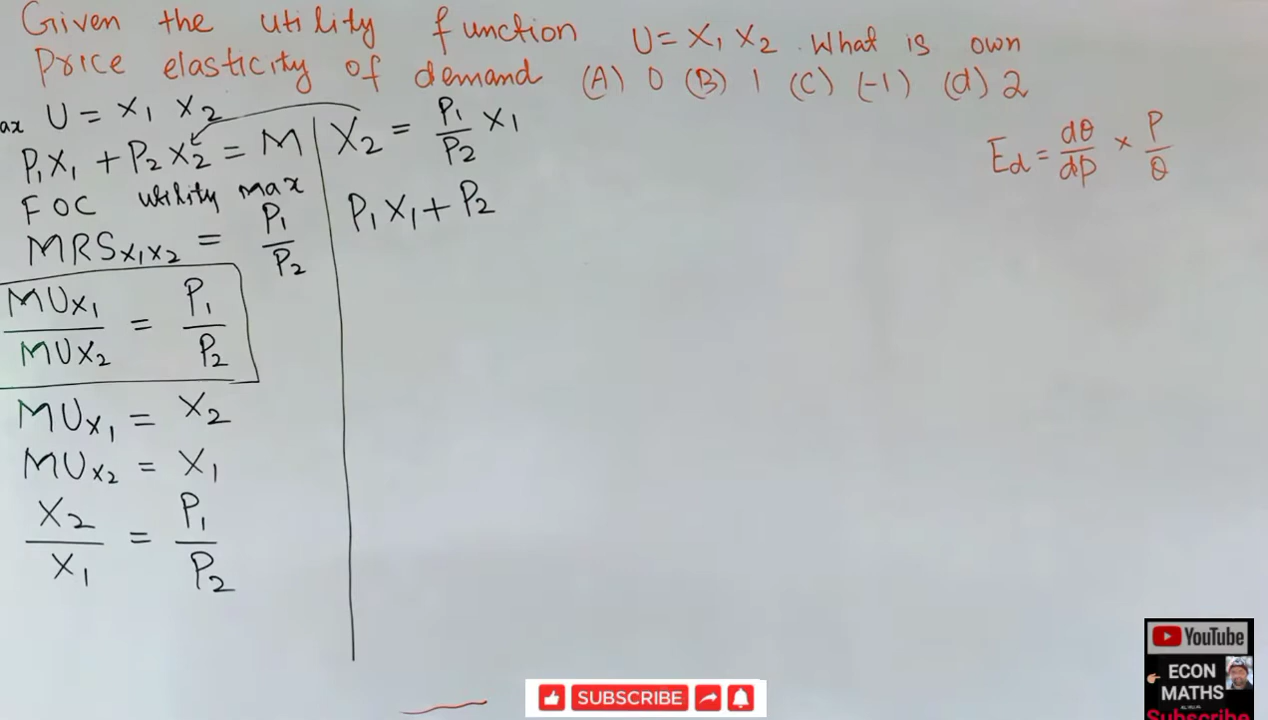 Given the utility function U = X₁ X₂. What is own
Price elasticity of demand (A) 0 (B) 1 (C) (-1) (d) 2
ax U = X₁ X₂
P₁X₁ + P₂X₂ = M
FOC utility max
MRSx₁x₂ = P₁/P₂
MUx₁/MUx₂ = P₁/P₂
MUx₁ = X₂
MUx₂ = X₁
X₂/X₁ = P₁/P₂
X₂ = P₁/P₂ X₁
P₁X₁ + P₂
Ed = dθ/dp × P/θ
SUBSCRIBE
YouTube
ECON
MATHS
Subscribe